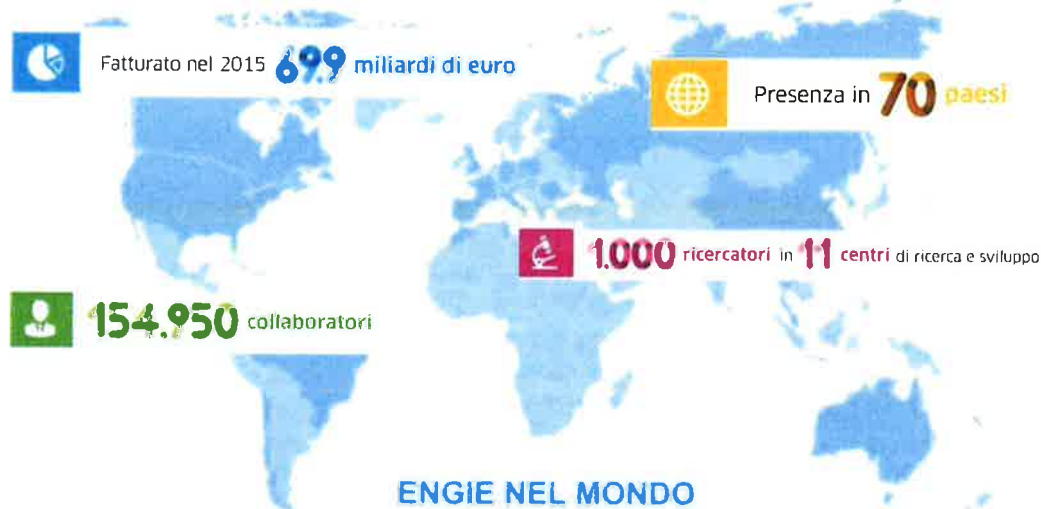 Fatturato nel 2015 69.9 miliardi di euro
Presenza in 70 paesi
1.000 ricercatori in 11 centri di ricerca e sviluppo
154.950 collaboratori
ENGIE NEL MONDO